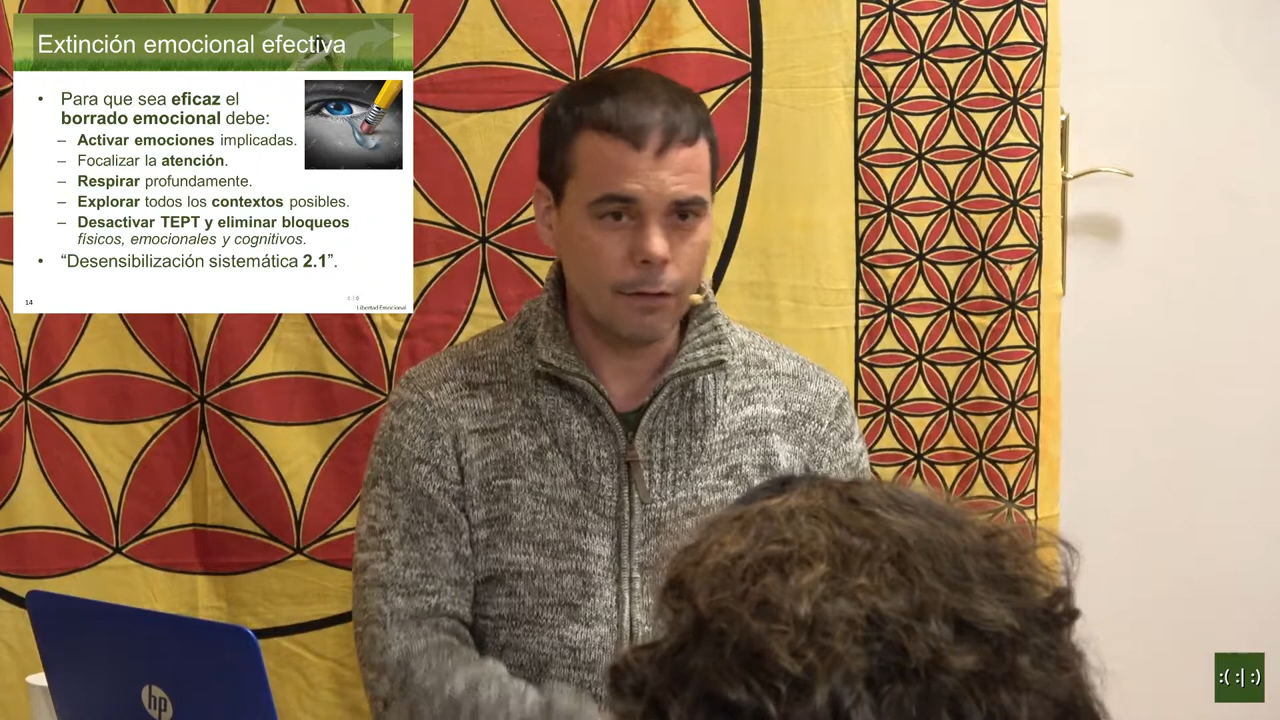 Extinción emocional efectiva
• Para que sea eficaz el
borrado emocional debe:
– Activar emociones implicadas.
– Focalizar la atención.
– Respirar profundamente.
– Explorar todos los contextos posibles.
– Desactivar TEPT y eliminar bloqueos
físicos, emocionales y cognitivos.
• “Desensibilización sistemática 2.1”.
14
:( :| :)
Libertad Emocional
hp
:( :| :)